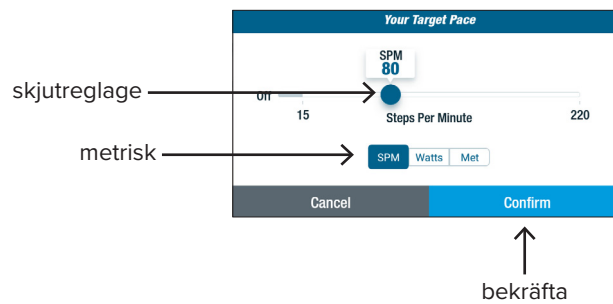 Your Target Pace
SPM
80
skjutreglage
Off
15
Steps Per Minute
220
metrisk
SPM Watts Met
Cancel Confirm
bekräfta